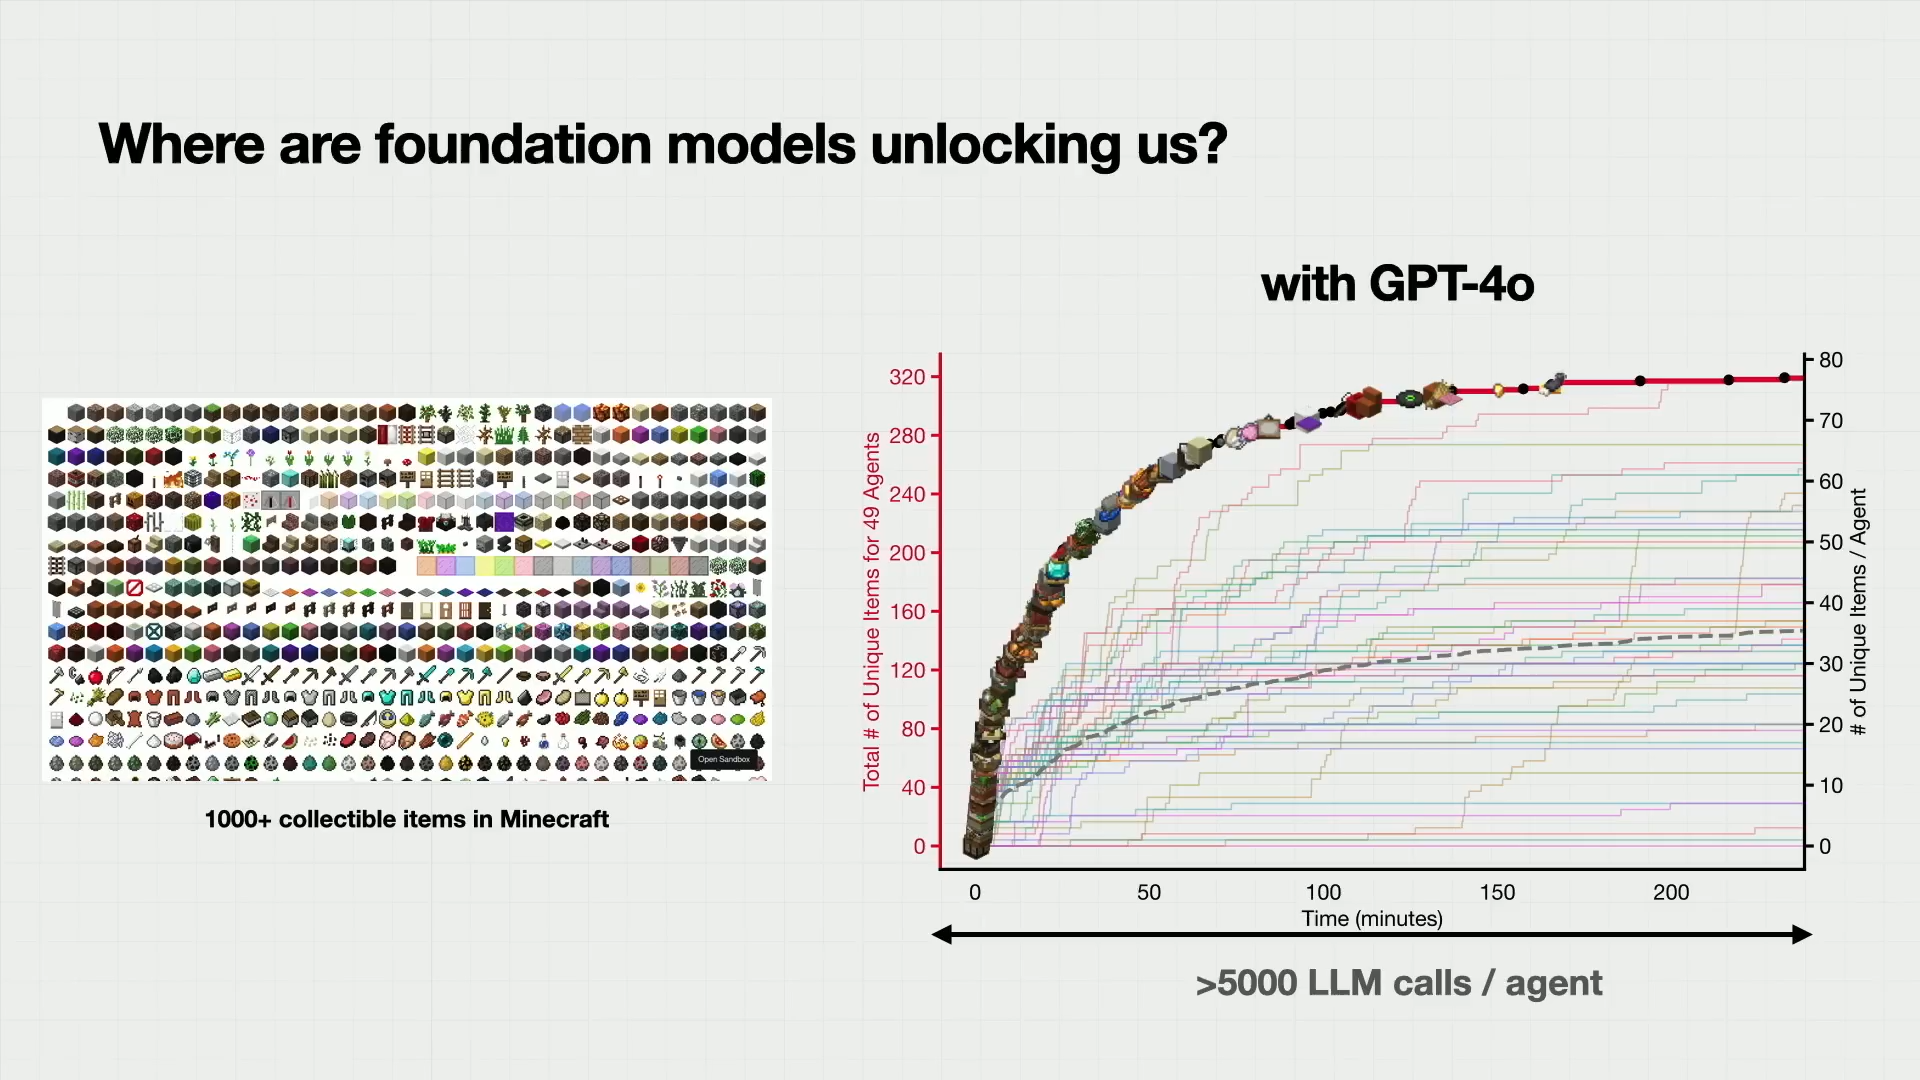 Where are foundation models unlocking us?
with GPT-4o
Open Sandbox
1000+ collectible items in Minecraft
Total # of Unique Items for 49 Agents
320
280
240
200
160
120
80
40
0
80
70
60
50
40
30
20
10
0
# of Unique Items / Agent
0 50 100 150 200
Time (minutes)
>5000 LLM calls / agent